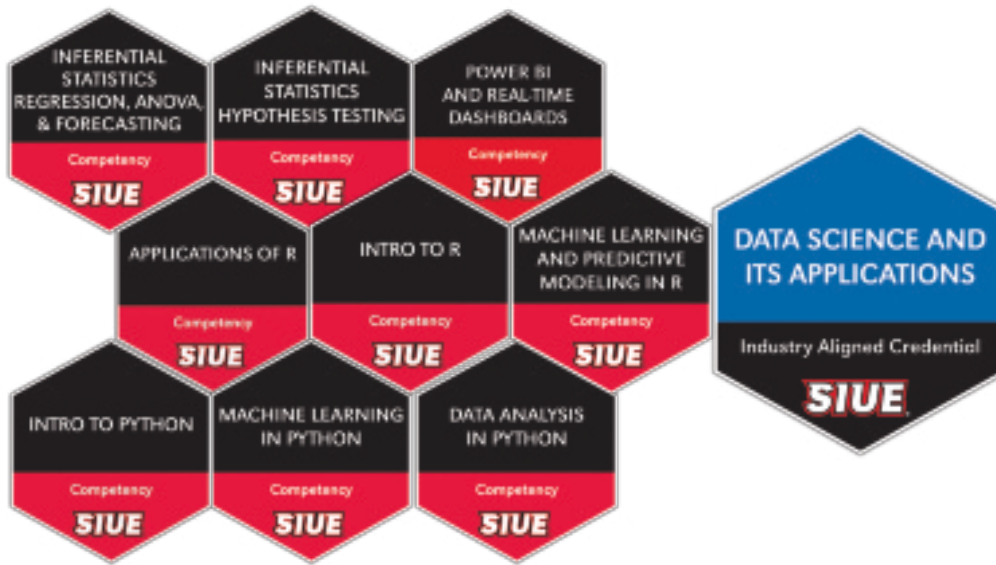 INFERENTIAL
STATISTICS
REGRESSION, ANOVA,
& FORECASTING
Competency
SIUE
INFERENTIAL
STATISTICS
HYPOTHESIS TESTING
Competency
SIUE
POWER BI
AND REAL-TIME
DASHBOARDS
Competency
SIUE
APPLICATIONS OF R
Competency
SIUE
INTRO TO R
Competency
SIUE
MACHINE LEARNING
AND PREDICTIVE
MODELING IN R
Competency
SIUE
INTRO TO PYTHON
Competency
SIUE
MACHINE LEARNING
IN PYTHON
Competency
SIUE
DATA ANALYSIS
IN PYTHON
Competency
SIUE
DATA SCIENCE AND
ITS APPLICATIONS
Industry Aligned Credential
SIUE